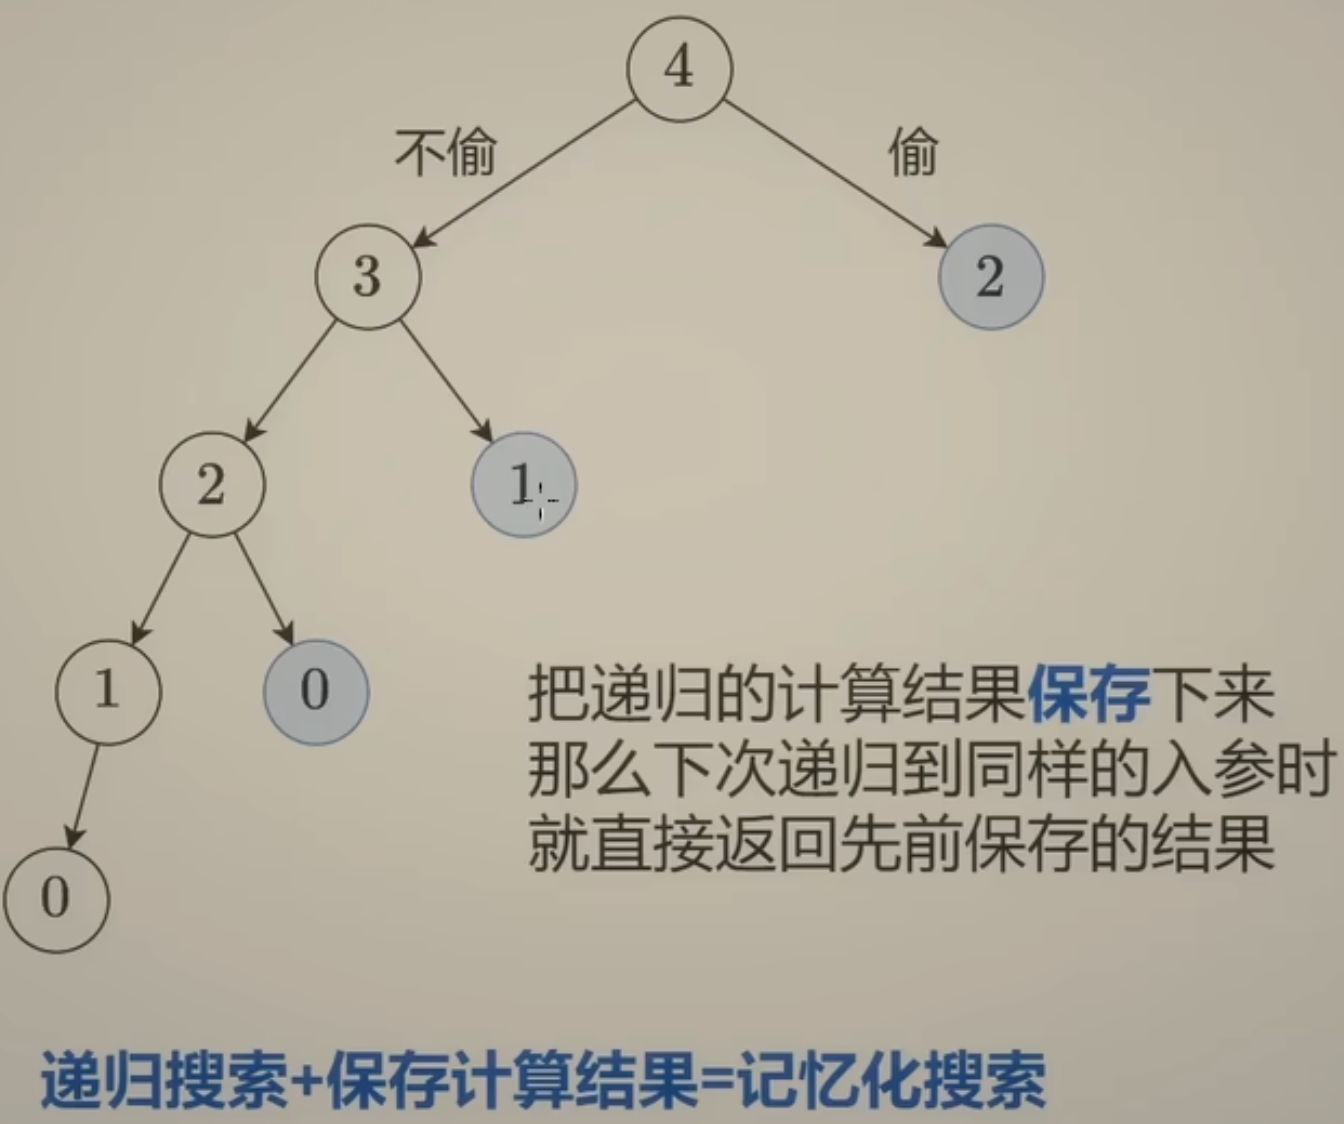 4
不偷
偷
3
2
2
1
1
0
0
把递归的计算结果保存下来
那么下次递归到同样的入参时
就直接返回先前保存的结果
递归搜索+保存计算结果=记忆化搜索